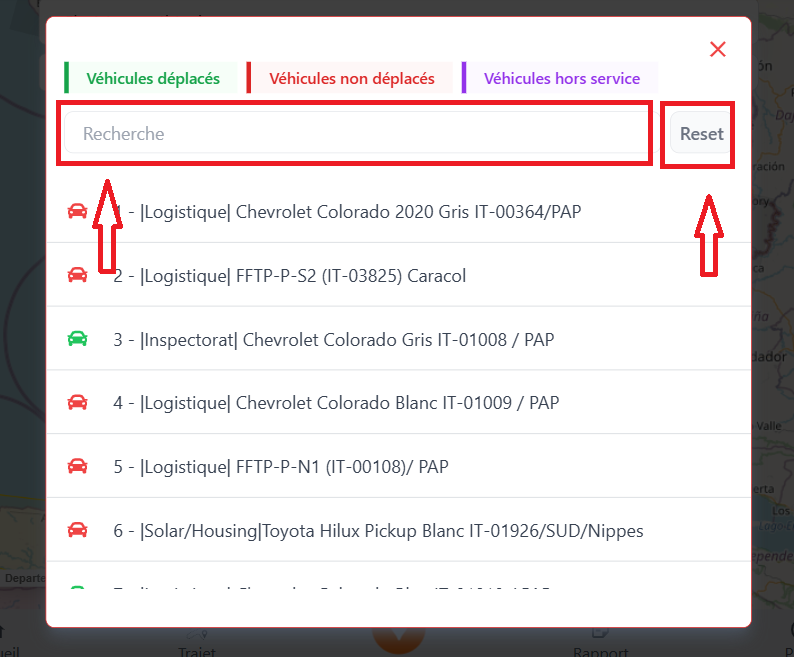 Véhicules déplacés
Véhicules non déplacés
Véhicules hors service
Recherche
Reset
1 - |Logistique| Chevrolet Colorado 2020 Gris IT-00364/PAP
2 - |Logistique| FFTP-P-S2 (IT-03825) Caracol
3 - |Inspectorat| Chevrolet Colorado Gris IT-01008 / PAP
4 - |Logistique| Chevrolet Colorado Blanc IT-01009 / PAP
5 - |Logistique| FFTP-P-N1 (IT-00108)/ PAP
6 - |Solar/Housing|Toyota Hilux Pickup Blanc IT-01926/SUD/Nippes
Trajet
Rapport